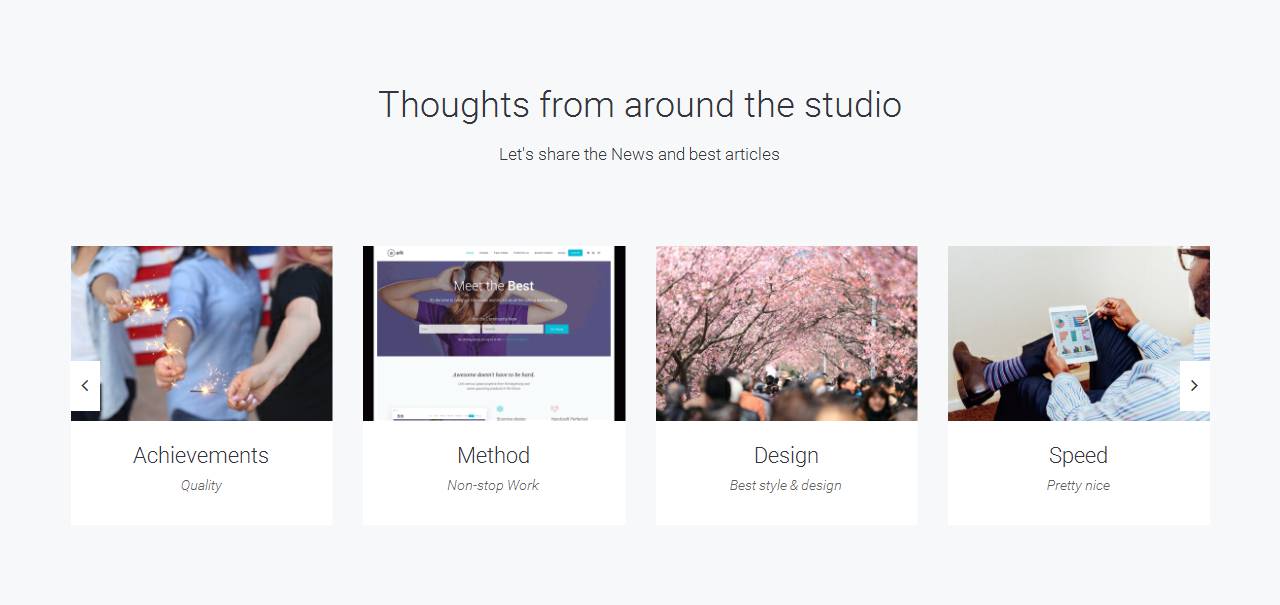 Thoughts from around the studio
Let's share the News and best articles
Meet the Best
Awesome doesn't have to be hard.
Achievements
Quality
Method
Non-stop Work
Design
Best style & design
Speed
Pretty nice